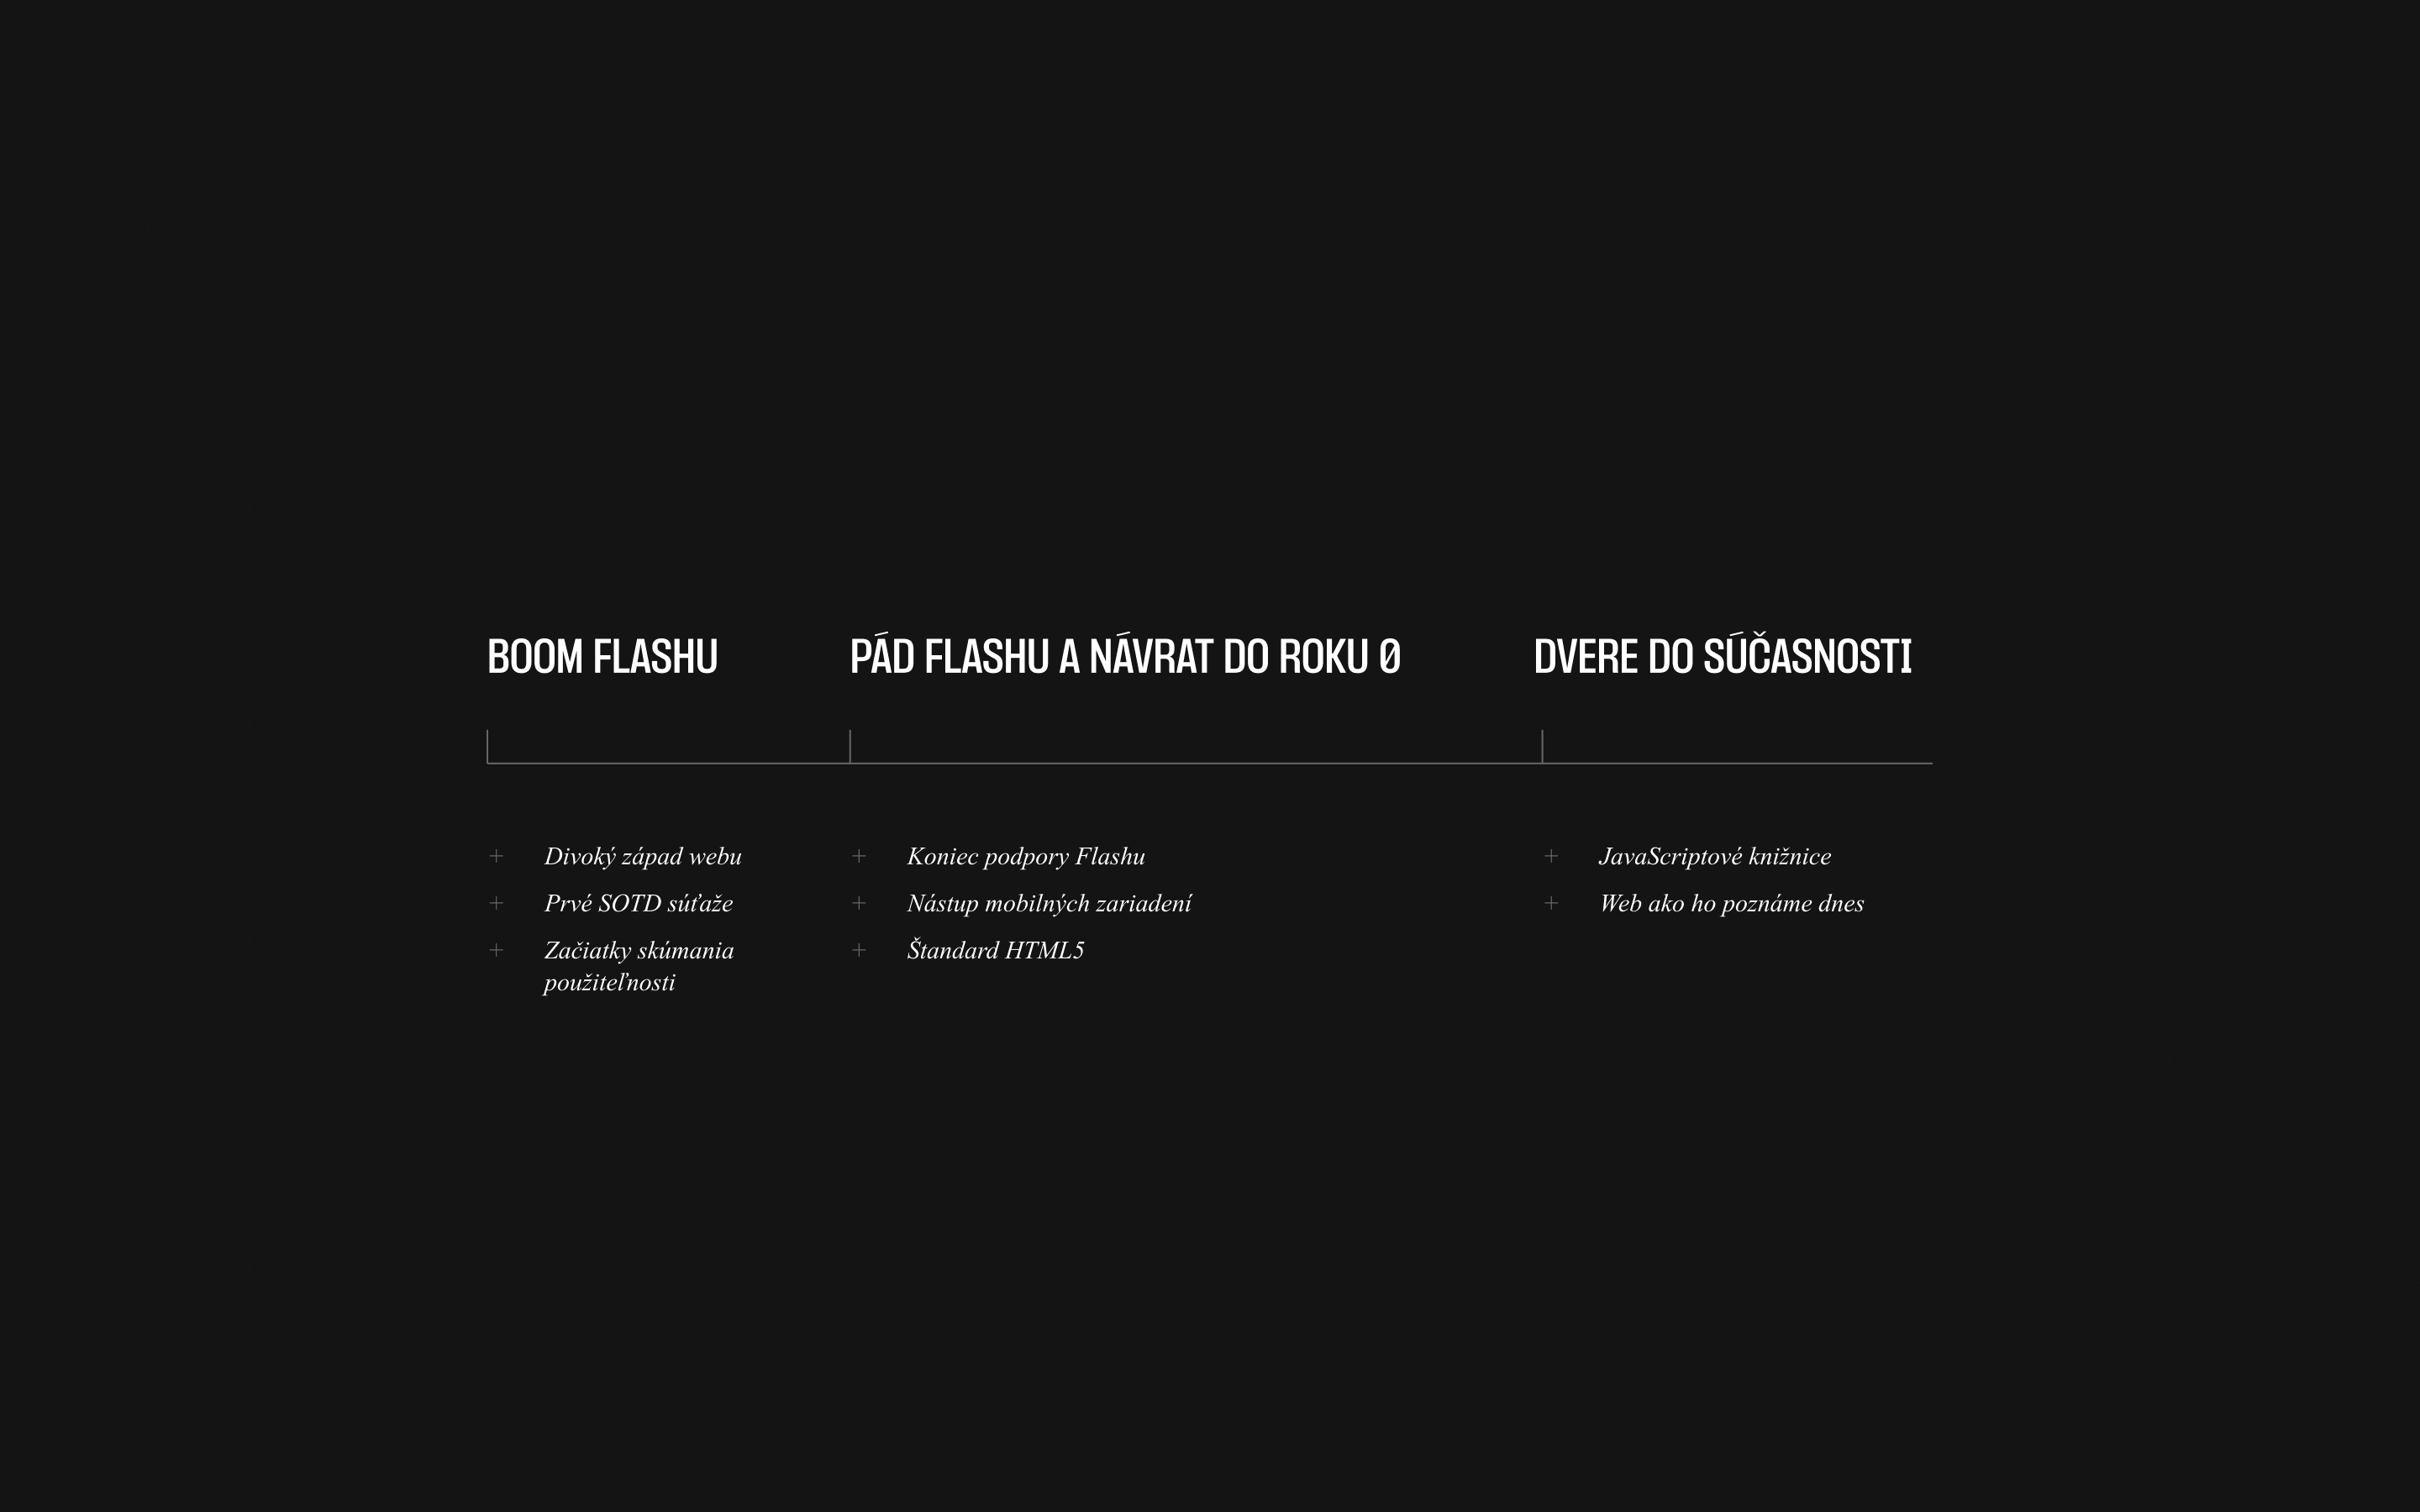 BOOM FLASHU
PÁD FLASHU A NÁVRAT DO ROKU 0
DVERE DO SÚČASNOSTI
+ Divoký západ webu
+ Prvé SOTD súťaže
+ Začiatky skúmania
použiteľnosti
+ Koniec podpory Flashu
+ Nástup mobilných zariadení
+ Štandard HTML5
+ JavaScriptové knižnice
+ Web ako ho poznáme dnes